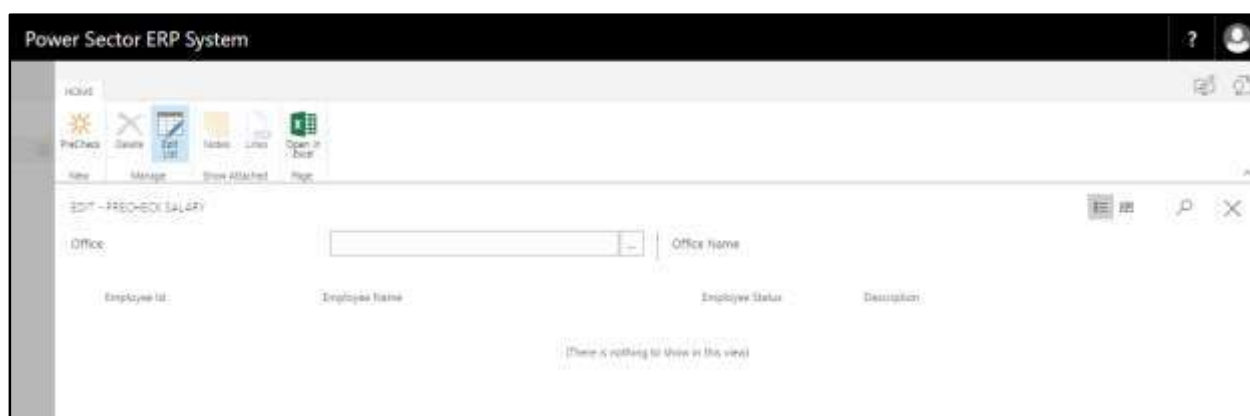 Power Sector ERP System ?
HOME
PreCheck Delete Edit List Notes Links Open in Excel
New Manage Show Attached Page
EDIT - PRECHECK SALARY
Office ... Office Name
Employee Id Employee Name Employee Status Description
(There is nothing to show in this view)